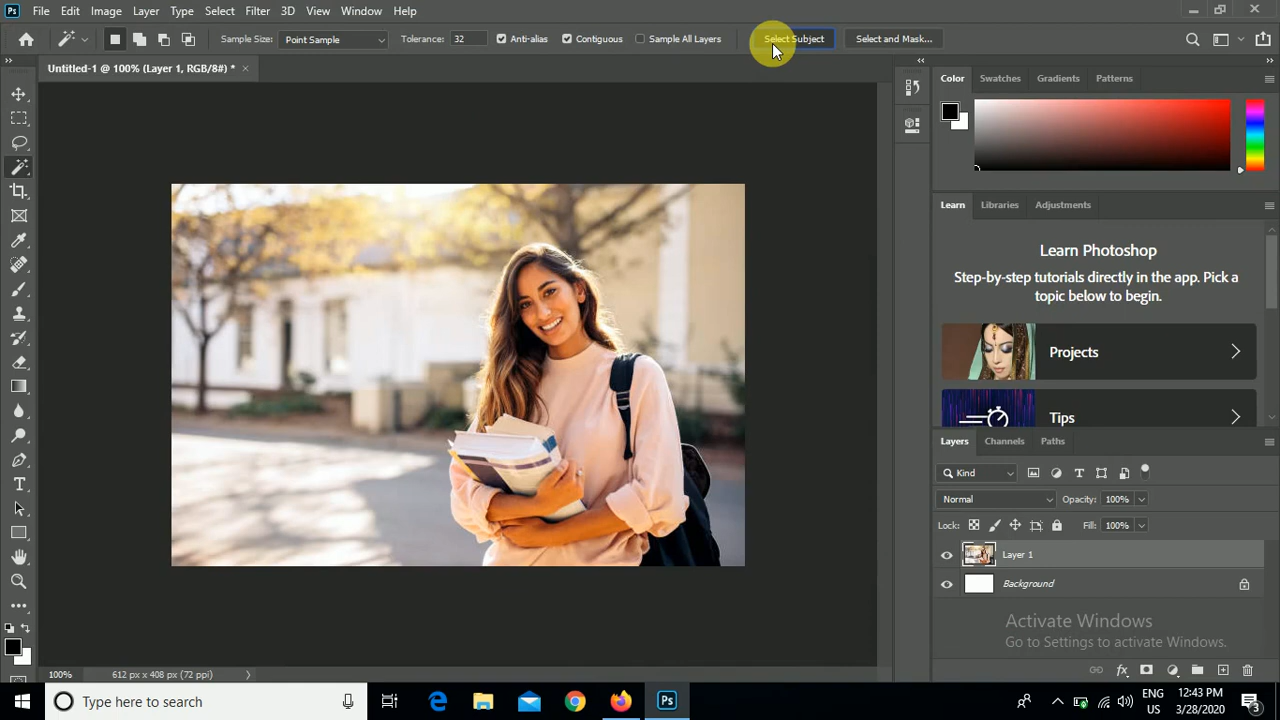 Ps File Edit Image Layer Type Select Filter 3D View Window Help
Sample Size: Point Sample Tolerance: 32 Anti-alias Contiguous Sample All Layers Select Subject Select and Mask...
Untitled-1 @ 100% (Layer 1, RGB/8#) * ×
Color Swatches Gradients Patterns
Learn Libraries Adjustments
Learn Photoshop
Step-by-step tutorials directly in the app. Pick a
topic below to begin.
Projects
Tips
Layers Channels Paths
Kind
Normal Opacity: 100%
Lock: Fill: 100%
Layer 1
Background
Activate Windows
Go to Settings to activate Windows.
100% 612 px x 408 px (72 ppi)
Type here to search
Ps
ENG
US
12:43 PM
3/28/2020
3